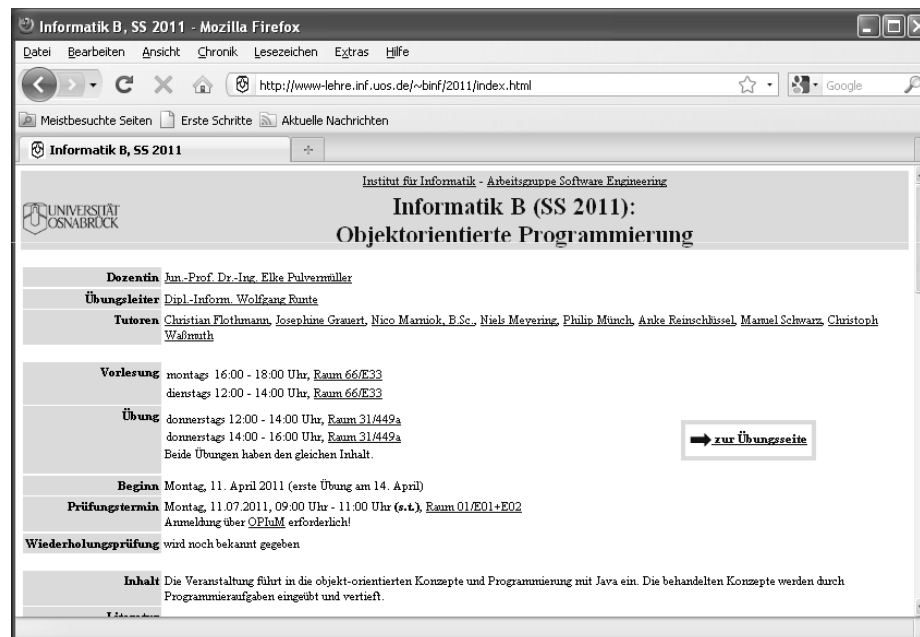 Informatik B, SS 2011 - Mozilla Firefox
Datei Bearbeiten Ansicht Chronik Lesezeichen Extras Hilfe
http://www-lehre.inf.uos.de/~binf/2011/index.html Google
Meistbesuchte Seiten Erste Schritte Aktuelle Nachrichten
Informatik B, SS 2011
Institut für Informatik - Arbeitsgruppe Software Engineering
UNIVERSITÄT
OSNABRÜCK
Informatik B (SS 2011):
Objektorientierte Programmierung
Dozentin Jun.-Prof. Dr.-Ing. Elke Pulvermüller
Übungsleiter Dipl.-Inform. Wolfgang Runte
Tutoren Christian Flothmann, Josephine Grauert, Nico Marniok, B.Sc., Niels Meyering, Philip Münch, Anke Reinschlüssel, Manuel Schwarz, Christoph
Waßmuth
Vorlesung montags 16:00 - 18:00 Uhr, Raum 66/E33
dienstags 12:00 - 14:00 Uhr, Raum 66/E33
Übung donnerstags 12:00 - 14:00 Uhr, Raum 31/449a
donnerstags 14:00 - 16:00 Uhr, Raum 31/449a
Beide Übungen haben den gleichen Inhalt.
zur Übungsseite
Beginn Montag, 11. April 2011 (erste Übung am 14. April)
Prüfungstermin Montag, 11.07.2011, 09:00 Uhr - 11:00 Uhr (s.t.), Raum 01/E01+E02
Anmeldung über OPIuM erforderlich!
Wiederholungsprüfung wird noch bekannt gegeben
Inhalt Die Veranstaltung führt in die objekt-orientierten Konzepte und Programmierung mit Java ein. Die behandelten Konzepte werden durch
Programmieraufgaben eingeübt und vertieft.